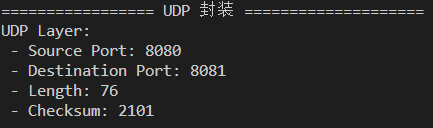 ================= UDP 封装 ====================
UDP Layer:
- Source Port: 8080
- Destination Port: 8081
- Length: 76
- Checksum: 2101